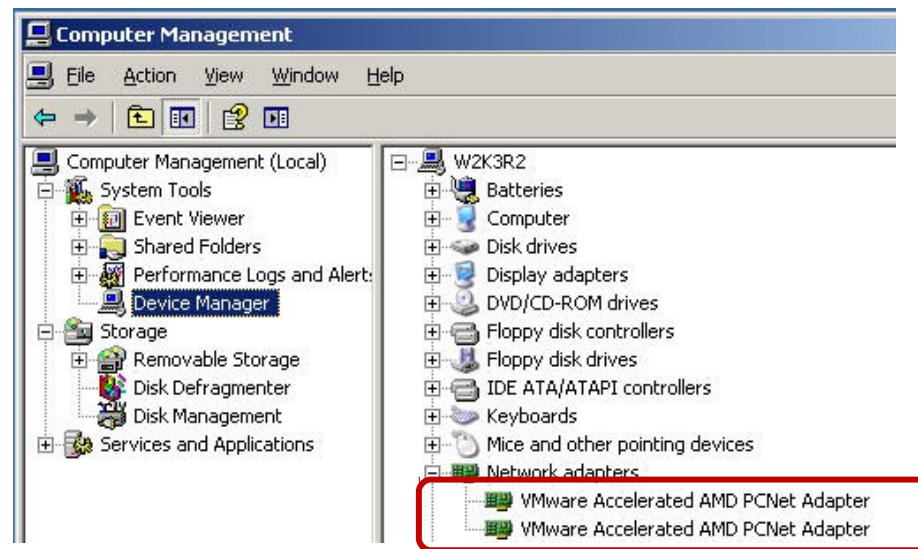 Computer Management
File Action View Window Help
Computer Management (Local)
System Tools
Event Viewer
Shared Folders
Performance Logs and Alert:
Device Manager
Storage
Removable Storage
Disk Defragmenter
Disk Management
Services and Applications
W2K3R2
Batteries
Computer
Disk drives
Display adapters
DVD/CD-ROM drives
Floppy disk controllers
Floppy disk drives
IDE ATA/ATAPI controllers
Keyboards
Mice and other pointing devices
Network adapters
VMware Accelerated AMD PCNet Adapter
VMware Accelerated AMD PCNet Adapter